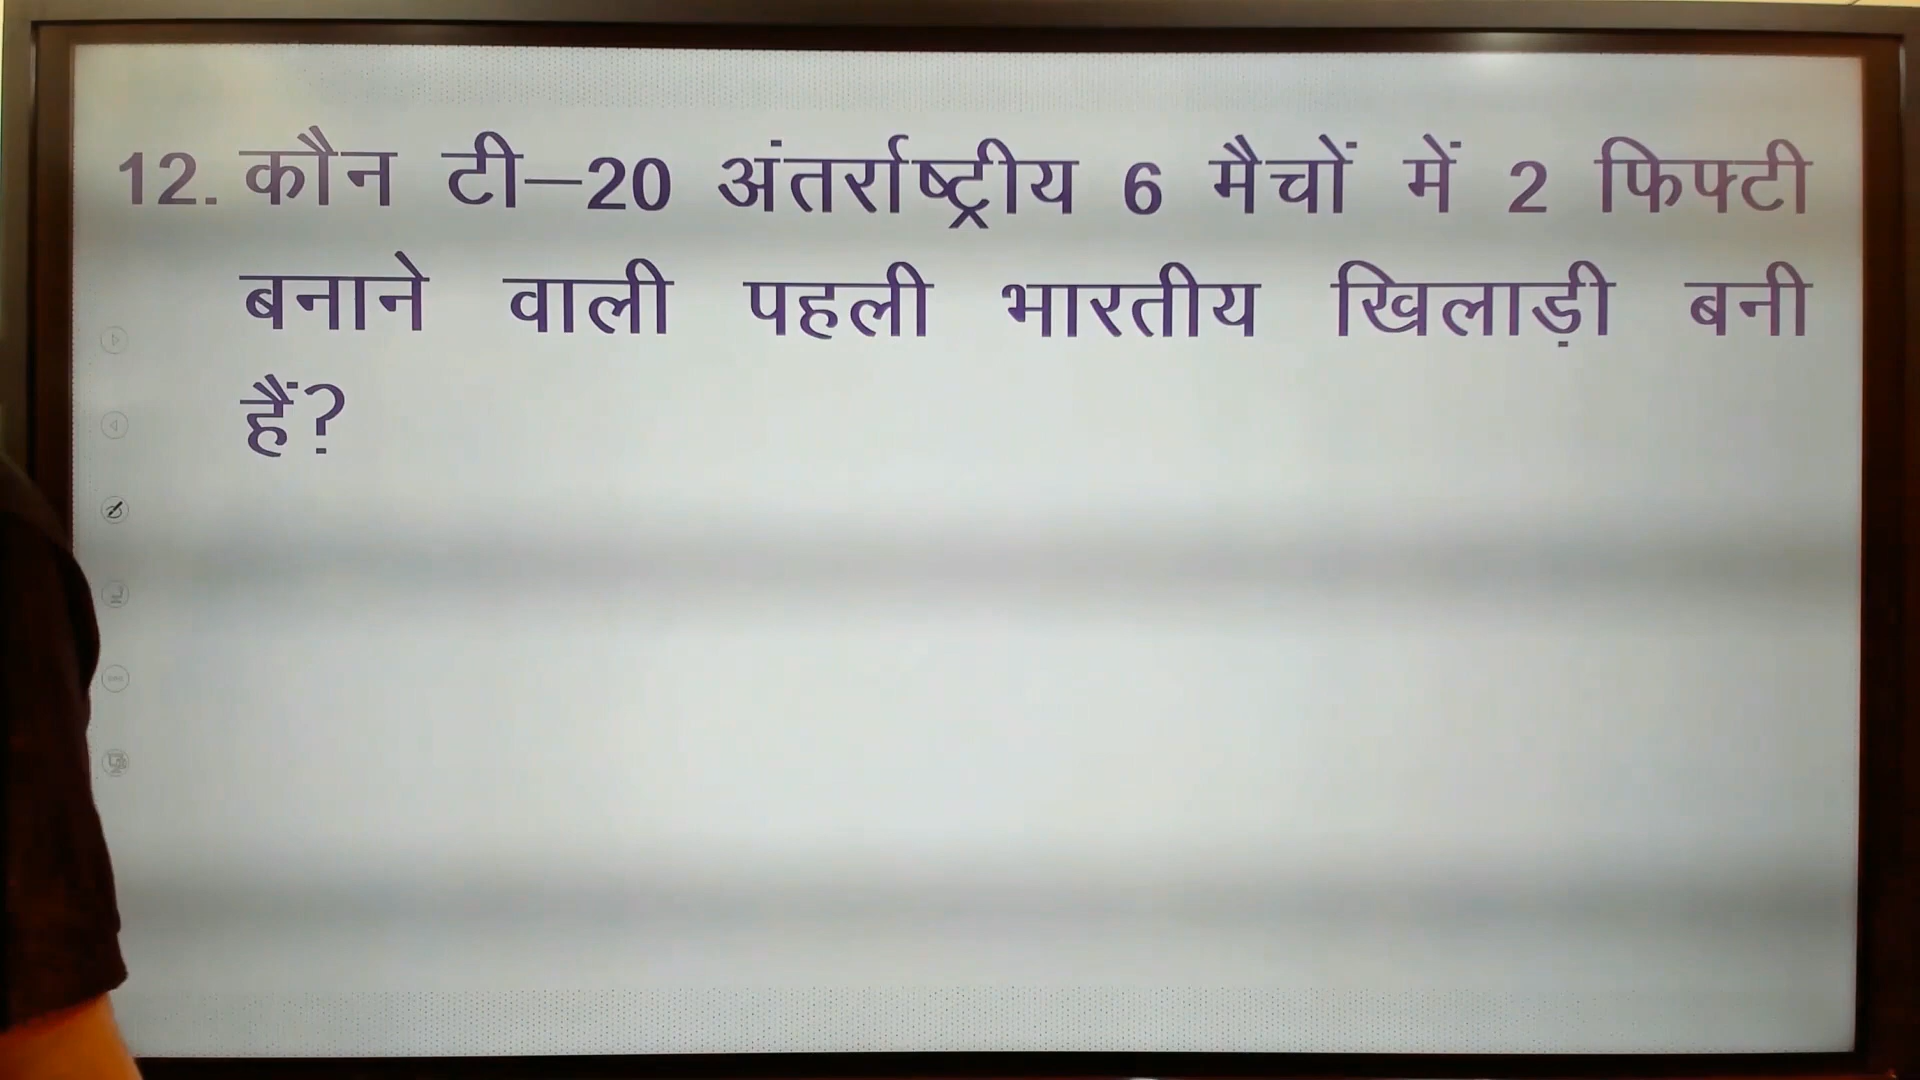 12. कौन टी–20 अंतर्राष्ट्रीय 6 मैचों में 2 फिफ्टी
बनाने वाली पहली भारतीय खिलाड़ी बनी
हैं?